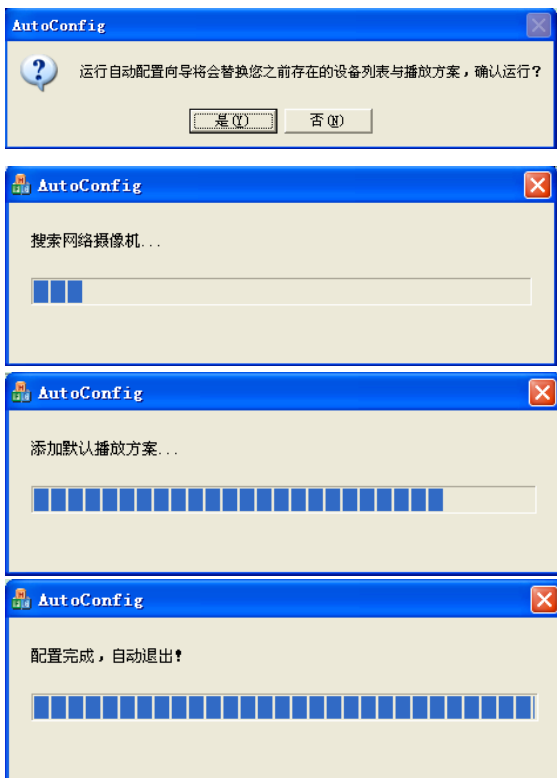 AutoConfig
运行自动配置向导将会替换您之前存在的设备列表与播放方案，确认运行?
是(Y)
否(N)
AutoConfig
搜索网络摄像机...
AutoConfig
添加默认播放方案...
AutoConfig
配置完成，自动退出!